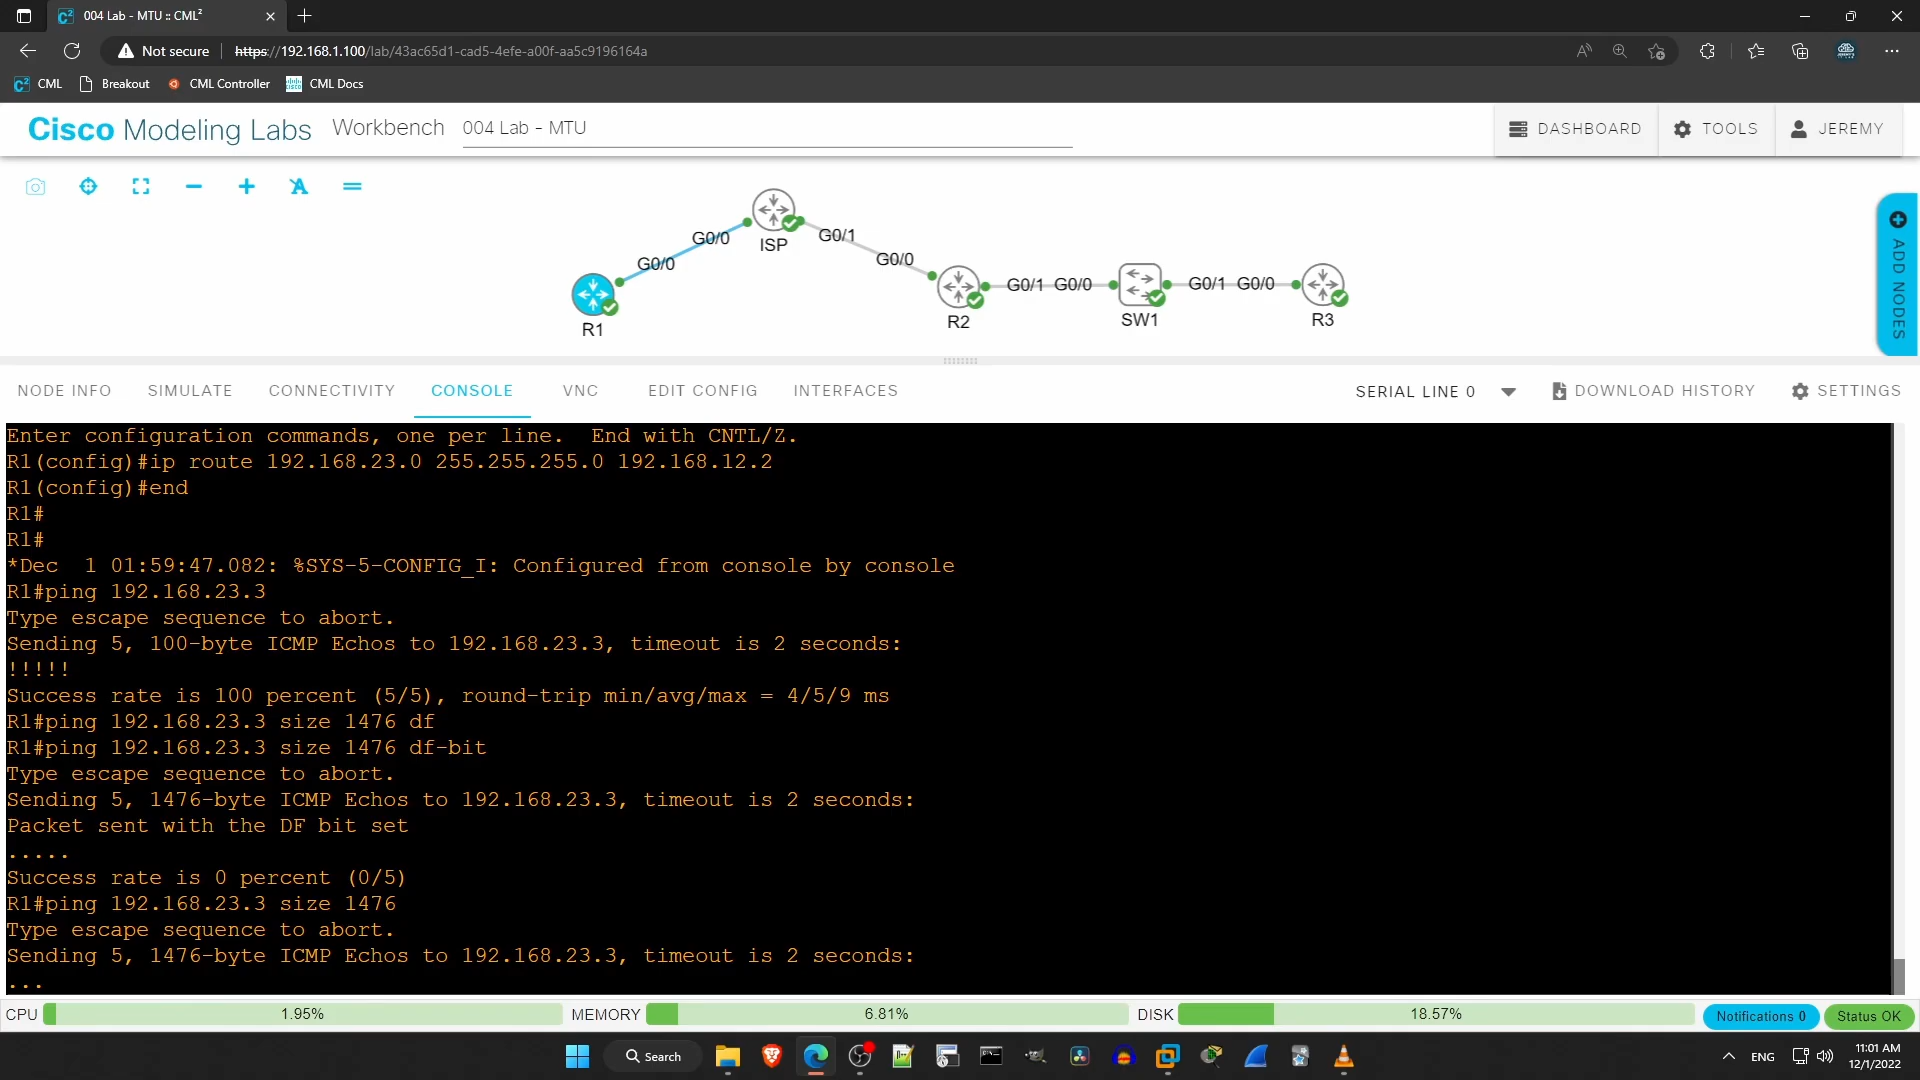 004 Lab - MTU :: CML²
Not secure https://192.168.1.100/lab/43ac65d1-cad5-4efe-a00f-aa5c9196164a
CML Breakout CML Controller CML Docs
Cisco Modeling Labs Workbench 004 Lab - MTU DASHBOARD TOOLS JEREMY
ISP
G0/0
G0/1
G0/0
G0/0
R1
R2
G0/1 G0/0
SW1
G0/1 G0/0
R3
ADD NODES
NODE INFO SIMULATE CONNECTIVITY CONSOLE VNC EDIT CONFIG INTERFACES SERIAL LINE 0 DOWNLOAD HISTORY SETTINGS
Enter configuration commands, one per line.  End with CNTL/Z.
R1(config)#ip route 192.168.23.0 255.255.255.0 192.168.12.2
R1(config)#end
R1#
R1#
*Dec  1 01:59:47.082: %SYS-5-CONFIG_I: Configured from console by console
R1#ping 192.168.23.3
Type escape sequence to abort.
Sending 5, 100-byte ICMP Echos to 192.168.23.3, timeout is 2 seconds:
!!!!!
Success rate is 100 percent (5/5), round-trip min/avg/max = 4/5/9 ms
R1#ping 192.168.23.3 size 1476 df
R1#ping 192.168.23.3 size 1476 df-bit
Type escape sequence to abort.
Sending 5, 1476-byte ICMP Echos to 192.168.23.3, timeout is 2 seconds:
Packet sent with the DF bit set
.....
Success rate is 0 percent (0/5)
R1#ping 192.168.23.3 size 1476
Type escape sequence to abort.
Sending 5, 1476-byte ICMP Echos to 192.168.23.3, timeout is 2 seconds:
...
CPU 1.95% MEMORY 6.81% DISK 18.57% Notifications 0 Status OK
Search ENG 11:01 AM
12/1/2022